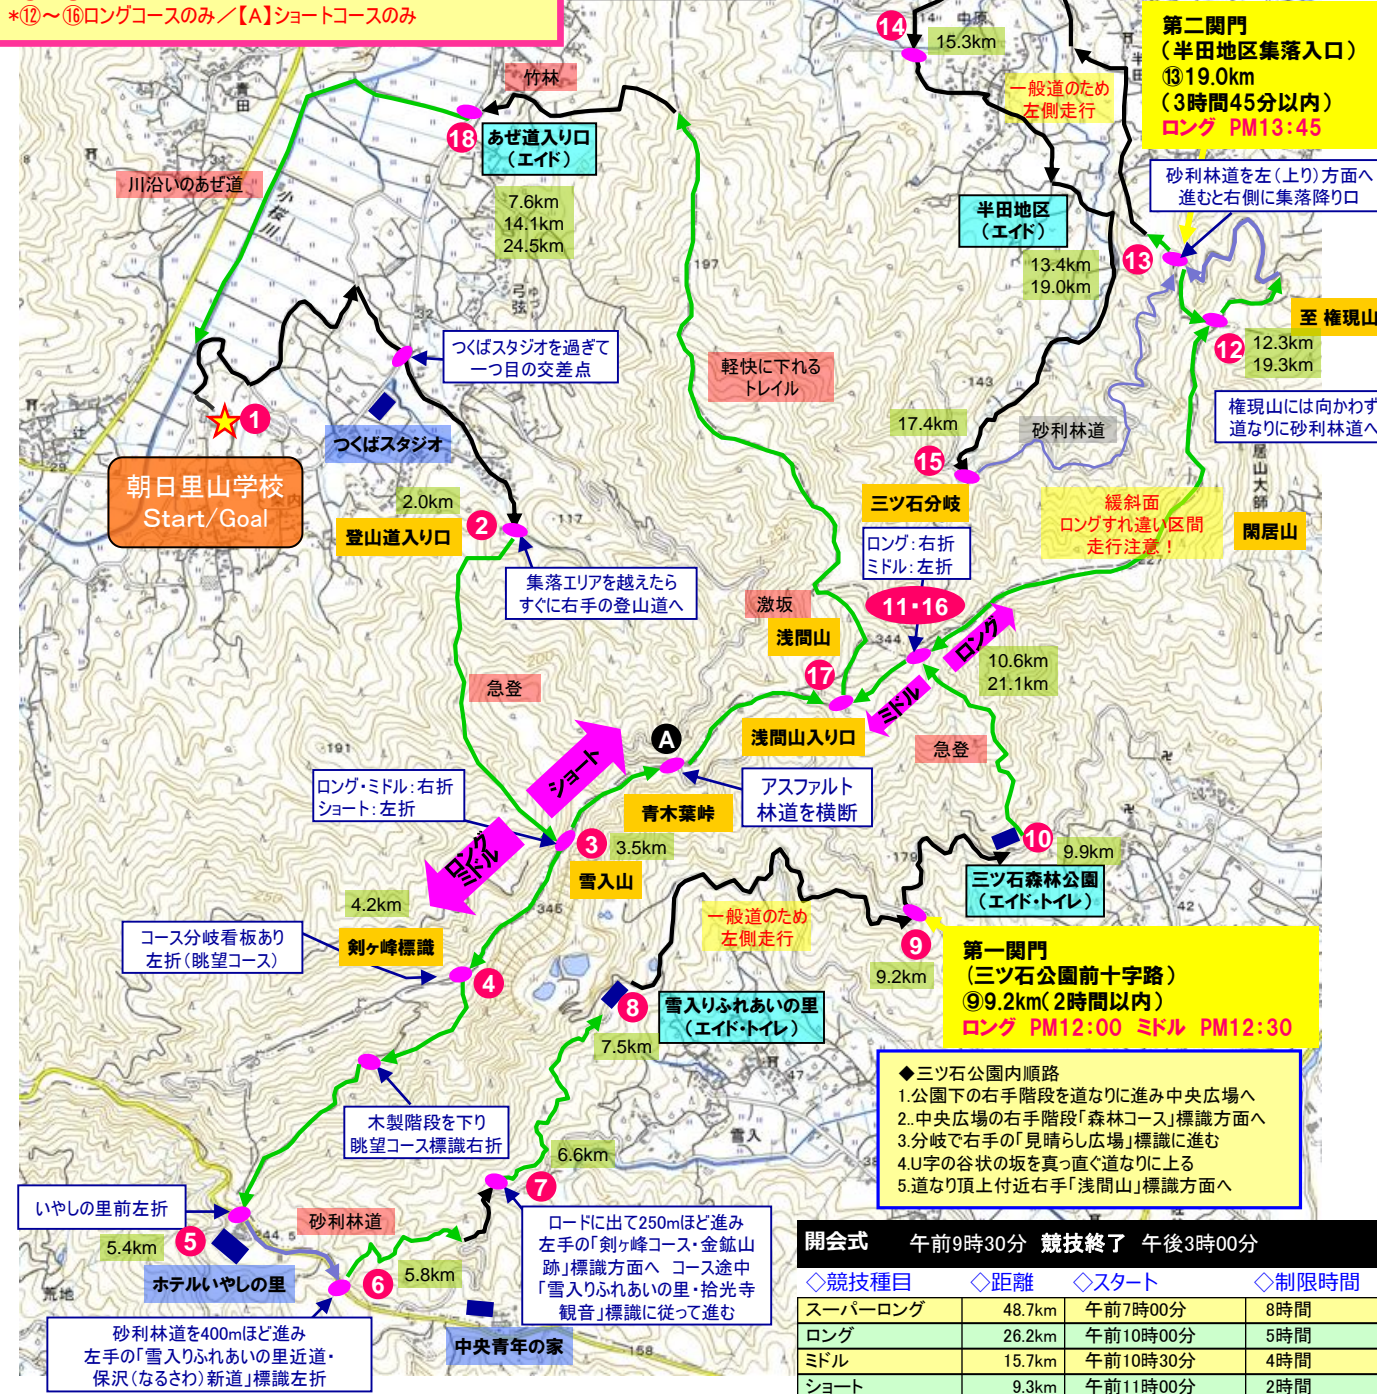 *⑫～⑯ロングコースのみ／【A】ショートコースのみ
14
中原
15.3km
第二関門
（半田地区集落入口）
⑬19.0km
（3時間45分以内）
ロング PM13:45
竹林
一般道のため
左側走行
青田
18
あぜ道入り口
（エイド）
川沿いのあぜ道
小桜川
7.6km
14.1km
24.5km
砂利林道を左（上り）方面へ
進むと右側に集落降り口
半田地区
（エイド）
13.4km
19.0km
13
197
弓弦
32
至 権現山
12
12.3km
19.3km
つくばスタジオを過ぎて
一つ目の交差点
軽快に下れる
トレイル
143
権現山には向かわず
道なりに砂利林道へ
1
つくばスタジオ
17.4km
砂利林道
15
辻
29
朝日里山学校
Start/Goal
2.0km
2
登山道入り口
117
三ツ石分岐
居山大師
緩斜面
ロングすれ違い区間
走行注意！
閑居山
227
ロング：右折
ミドル：左折
集落エリアを越えたら
すぐに右手の登山道へ
激坂
浅間山
11・16
344
ロング
10.6km
21.1km
17
ミドル
急登
浅間山入り口
急登
A
191
ショート
ロング・ミドル：右折
ショート：左折
青木葉峠
アスファルト
林道を横断
3
3.5km
ロング
ミドル
雪入山
179
10
9.9km
三ツ石森林公園
（エイド・トイレ）
42
4.2km
346
一般道のため
左側走行
コース分岐看板あり
左折（眺望コース）
剣ヶ峰標識
4
9
9.2km
第一関門
（三ツ石公園前十字路）
⑨9.2km（2時間以内）
ロング PM12:00 ミドル PM12:30
8
雪入りふれあいの里
（エイド・トイレ）
7.5km
47
◆三ツ石公園内順路
1.公園下の右手階段を道なりに進み中央広場へ
2..中央広場の右手階段「森林コース」標識方面へ
3.分岐で右手の「見晴らし広場」標識に進む
4.U字の谷状の坂を真っ直ぐ道なりに上る
5.道なり頂上付近右手「浅間山」標識方面へ
木製階段を下り
眺望コース標識右折
雪入
38
6.6km
7
いやしの里前左折
砂利林道
5.4km
5
244.5
ホテルいやしの里
ロードに出て250mほど進み
左手の「剣ヶ峰コース・金鉱山
跡」標識方面へ コース途中
「雪入りふれあいの里・拾光寺
観音」標識に従って進む
6
5.8km
荒地
中央青年の家
158
砂利林道を400mほど進み
左手の「雪入りふれあいの里近道・
保沢（なるさわ）新道」標識左折
開会式 午前9時30分 競技終了 午後3時00分
◇競技種目 ◇距離 ◇スタート ◇制限時間
スーパーロング 48.7km 午前7時00分 8時間
ロング 26.2km 午前10時00分 5時間
ミドル 15.7km 午前10時30分 4時間
ショート 9.3km 午前11時00分 2時間